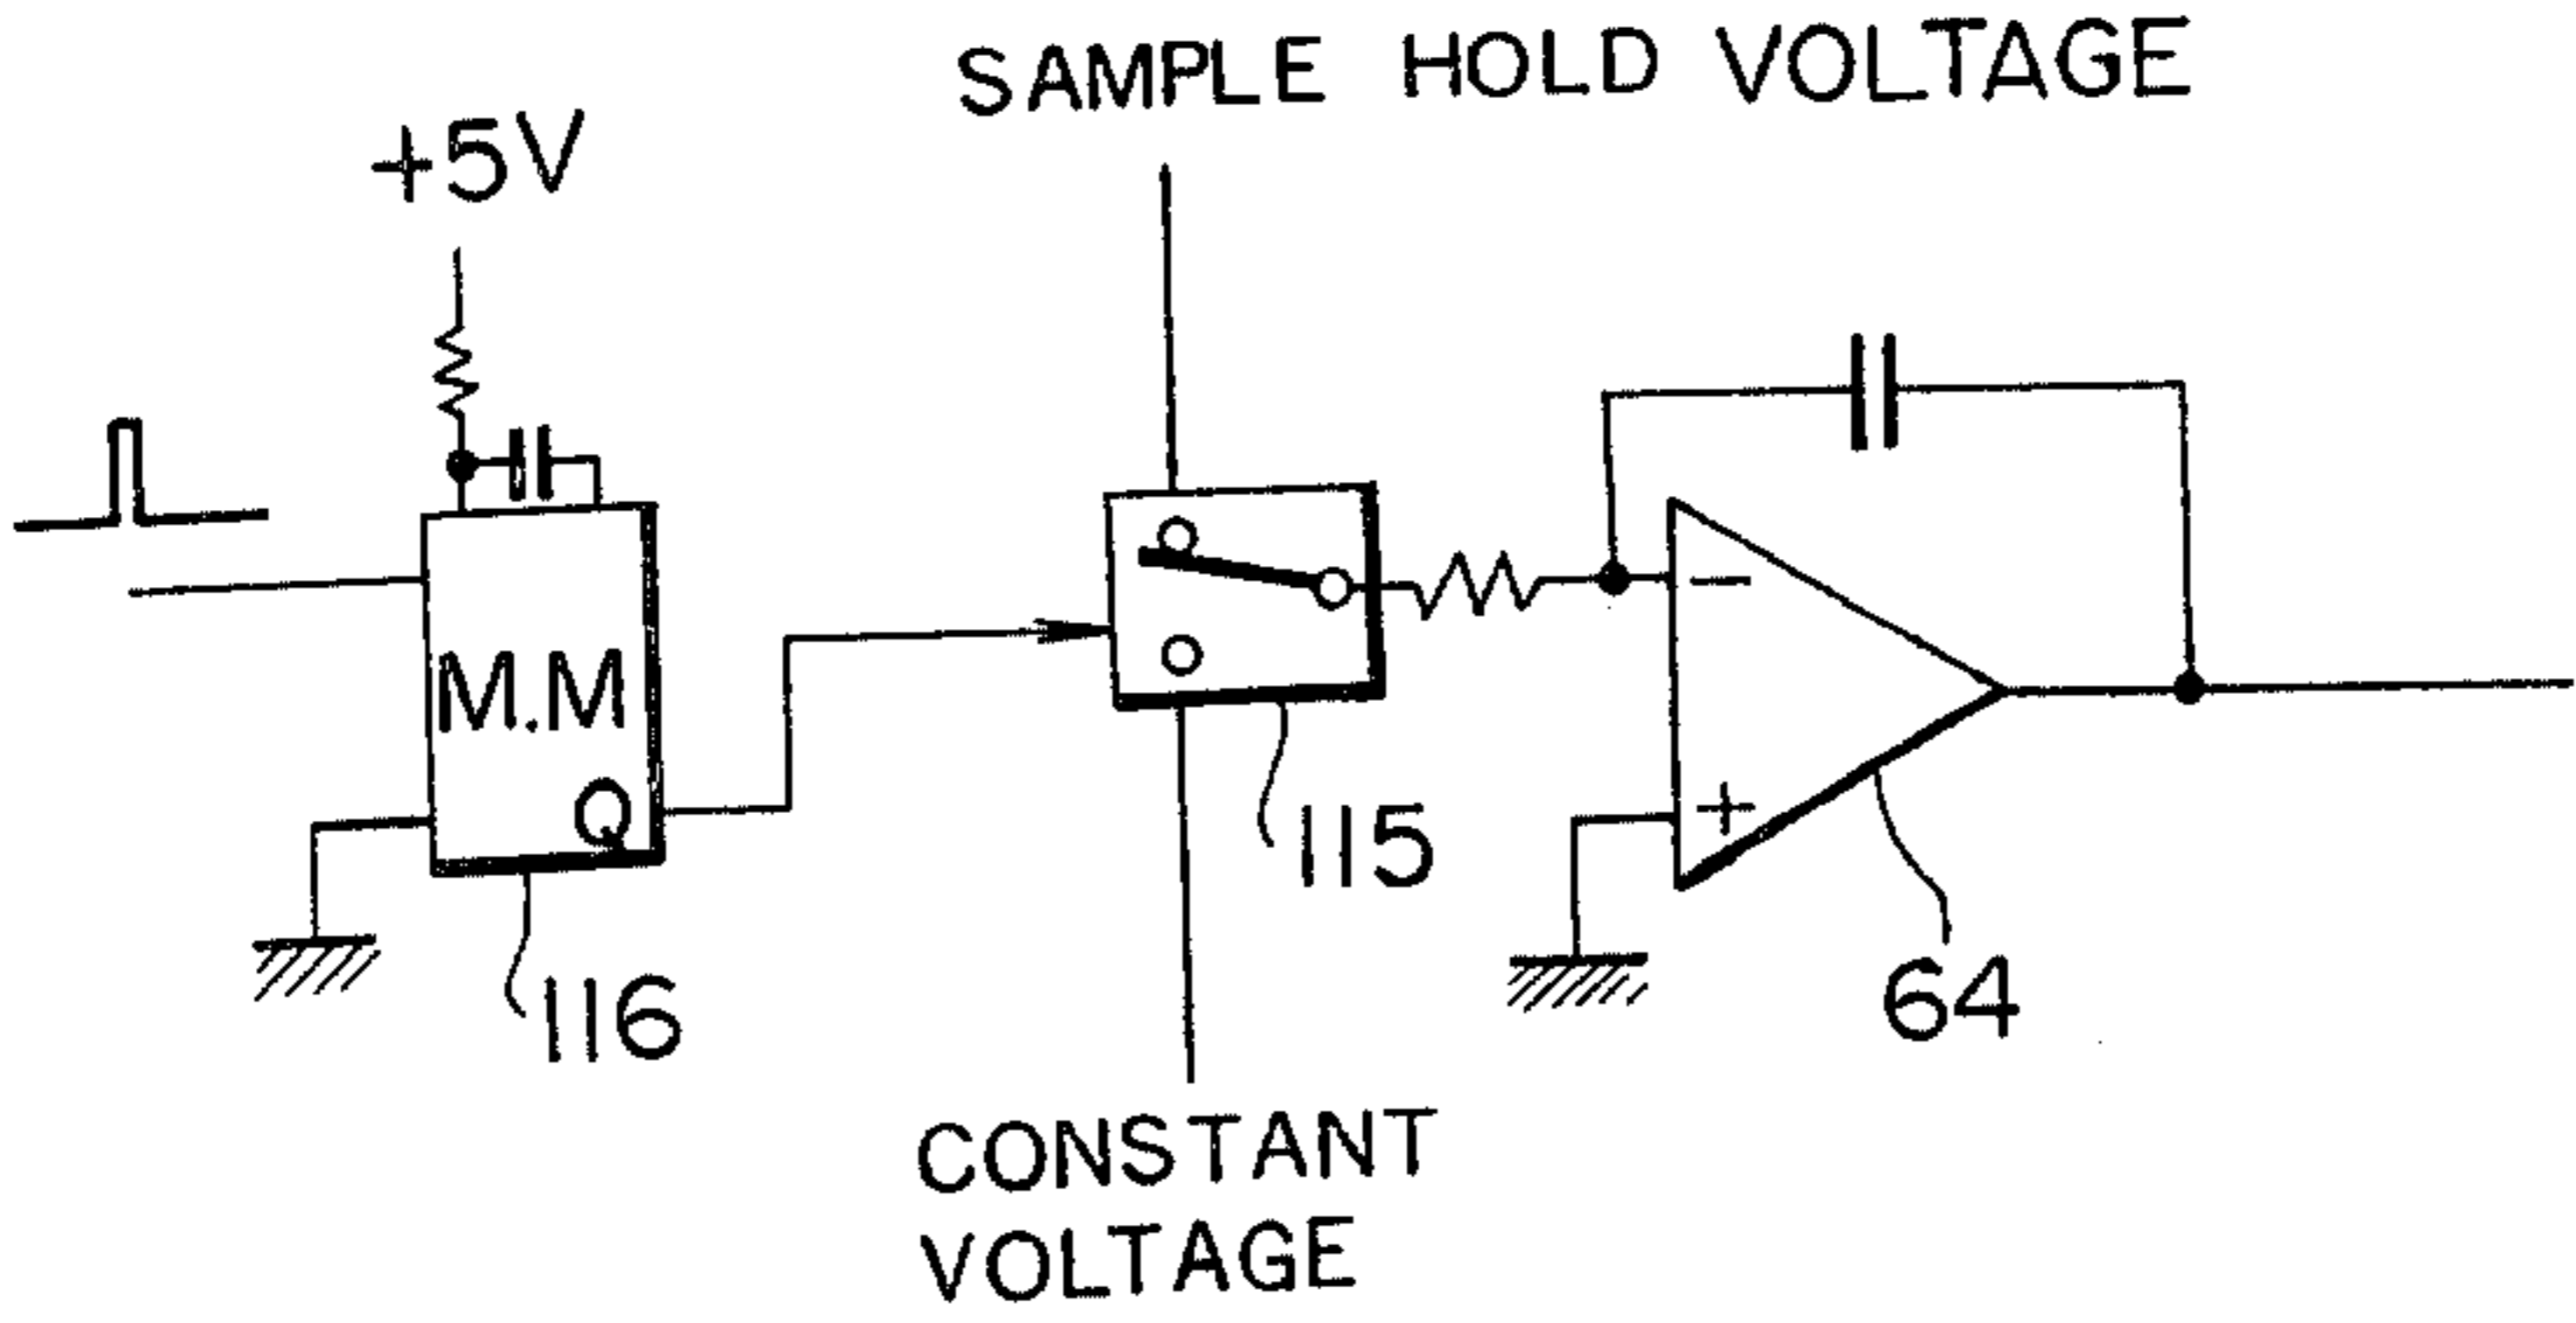 SAMPLE HOLD VOLTAGE
+5V
M.M
Q
−
+
115
116
64
CONSTANT
VOLTAGE